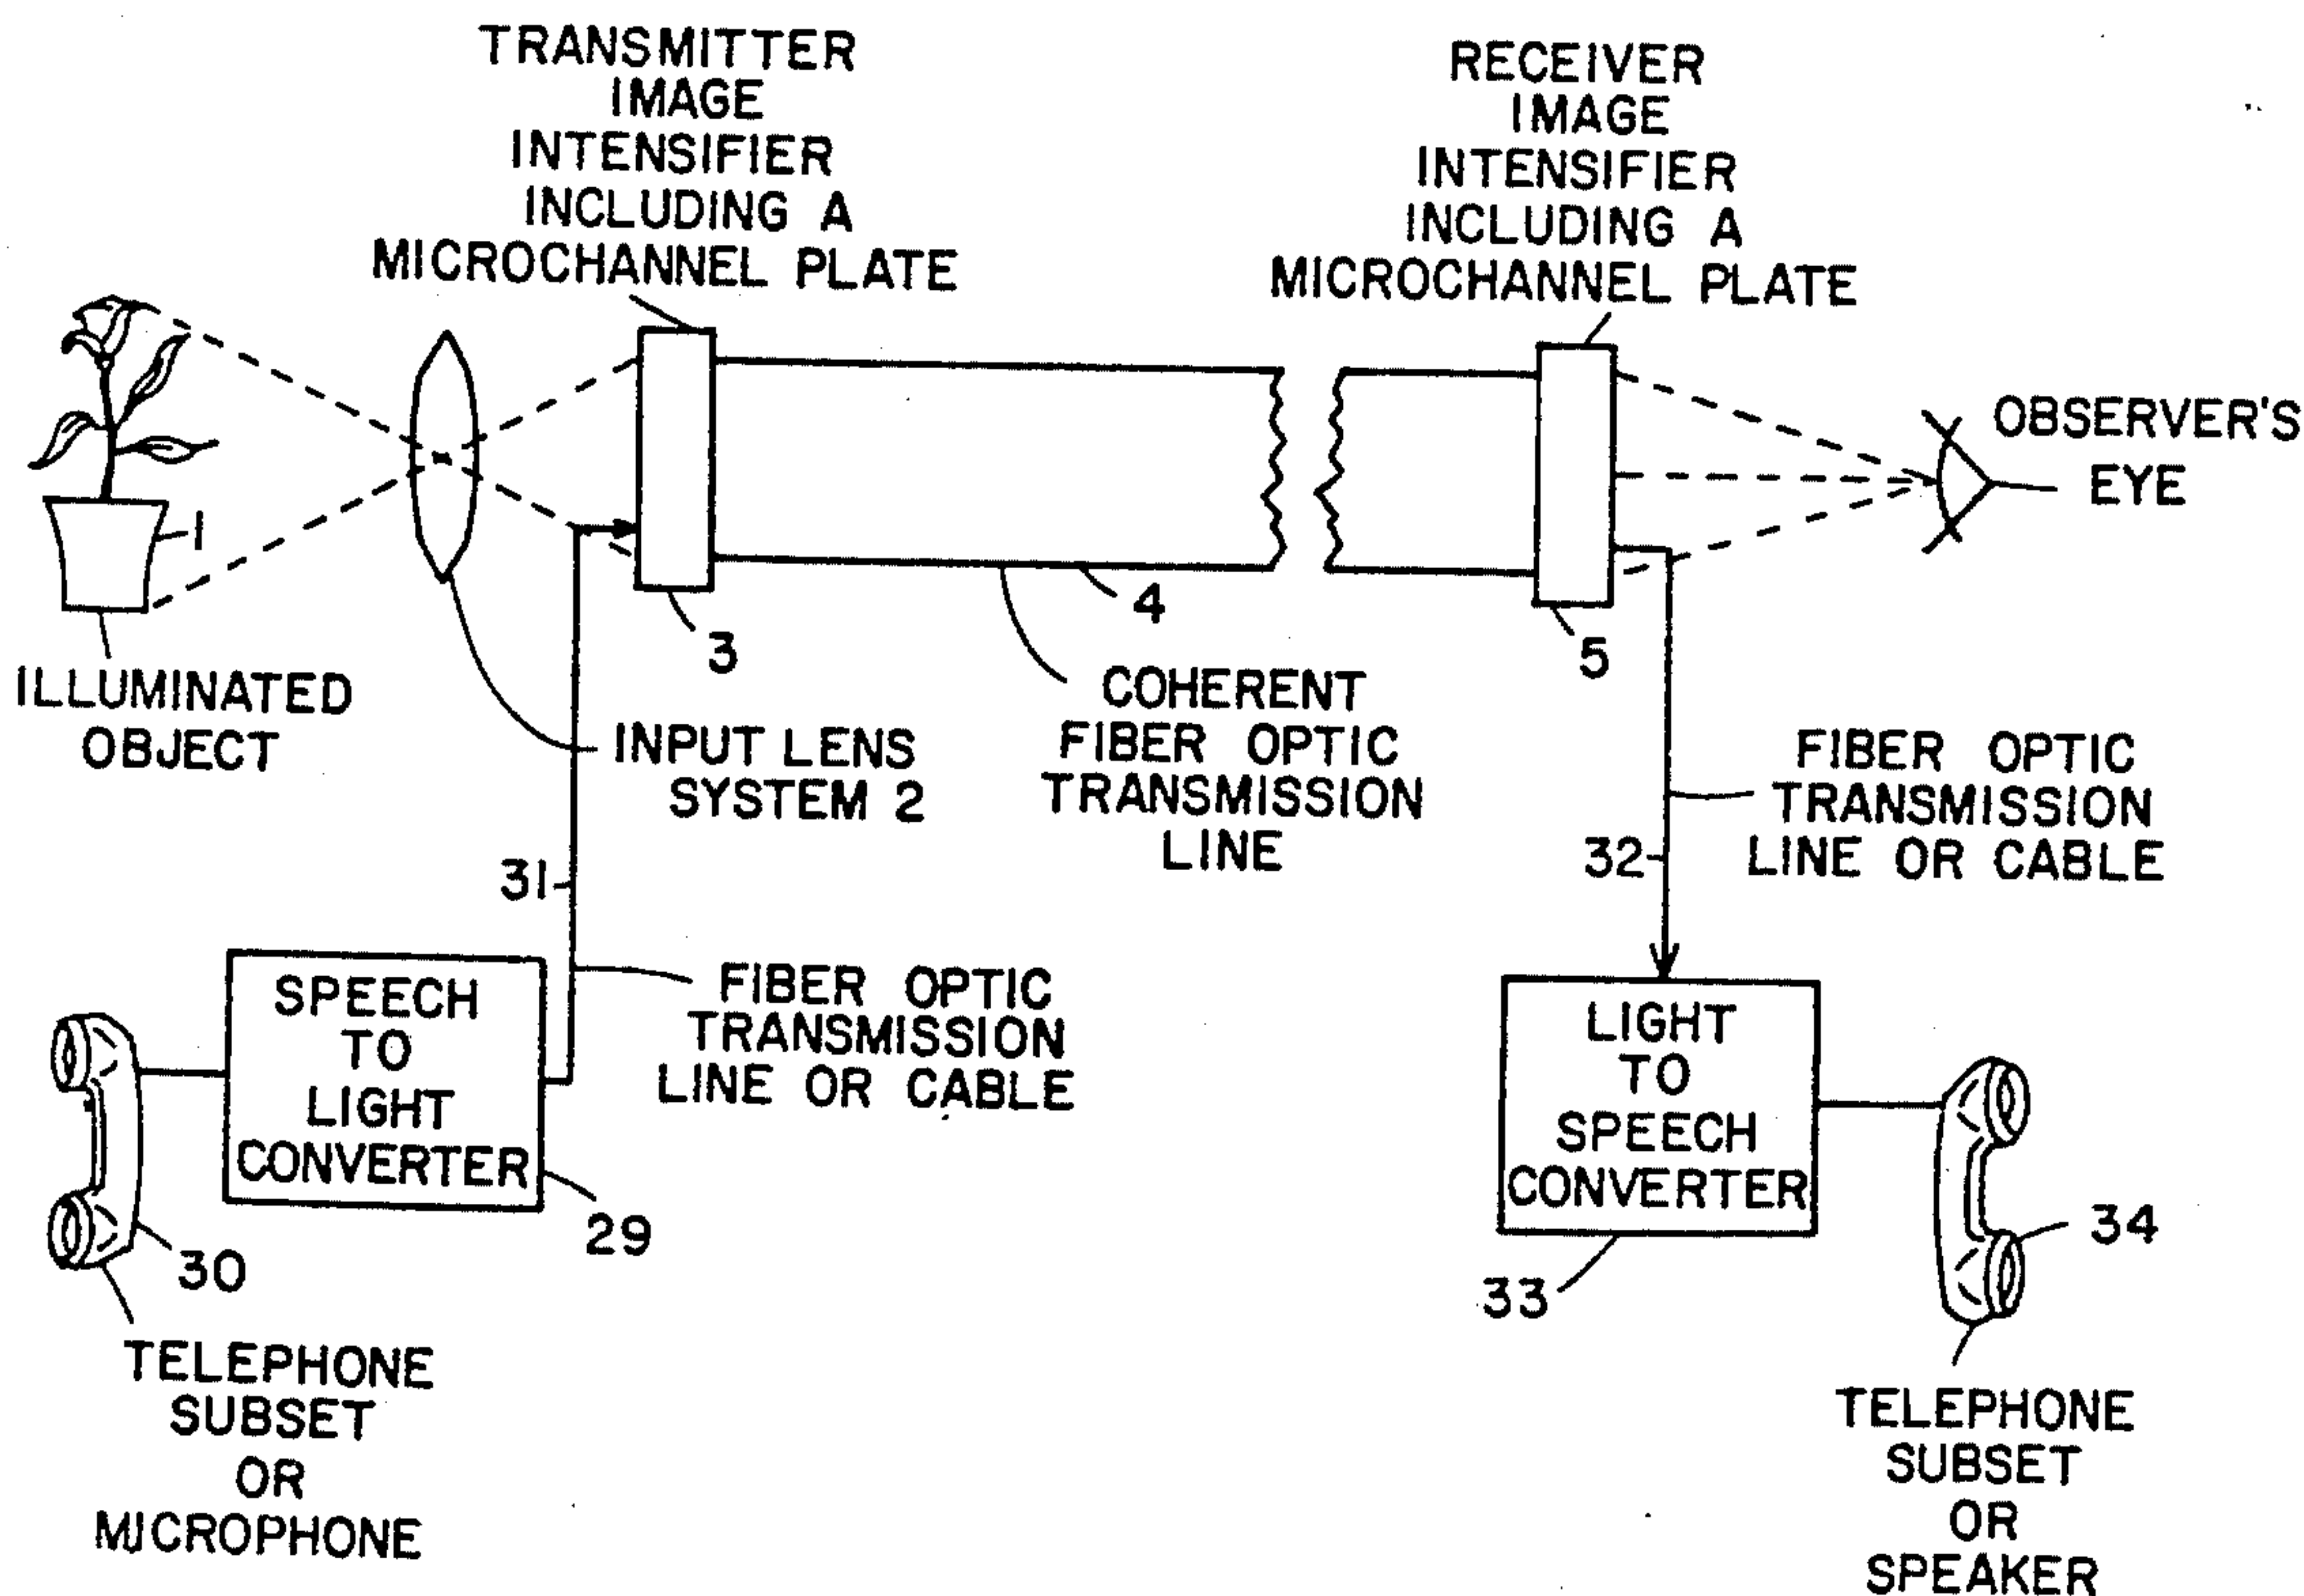 TRANSMITTER
IMAGE
INTENSIFIER
INCLUDING A
MICROCHANNEL PLATE
RECEIVER
IMAGE
INTENSIFIER
INCLUDING A
MICROCHANNEL PLATE
OBSERVER'S
EYE
1
3
4
5
ILLUMINATED
OBJECT
INPUT LENS
SYSTEM 2
COHERENT
FIBER OPTIC
TRANSMISSION
LINE
FIBER OPTIC
TRANSMISSION
LINE OR CABLE
31
32
SPEECH
TO
LIGHT
CONVERTER
FIBER OPTIC
TRANSMISSION
LINE OR CABLE
LIGHT
TO
SPEECH
CONVERTER
30
29
33
34
TELEPHONE
SUBSET
OR
MICROPHONE
TELEPHONE
SUBSET
OR
SPEAKER